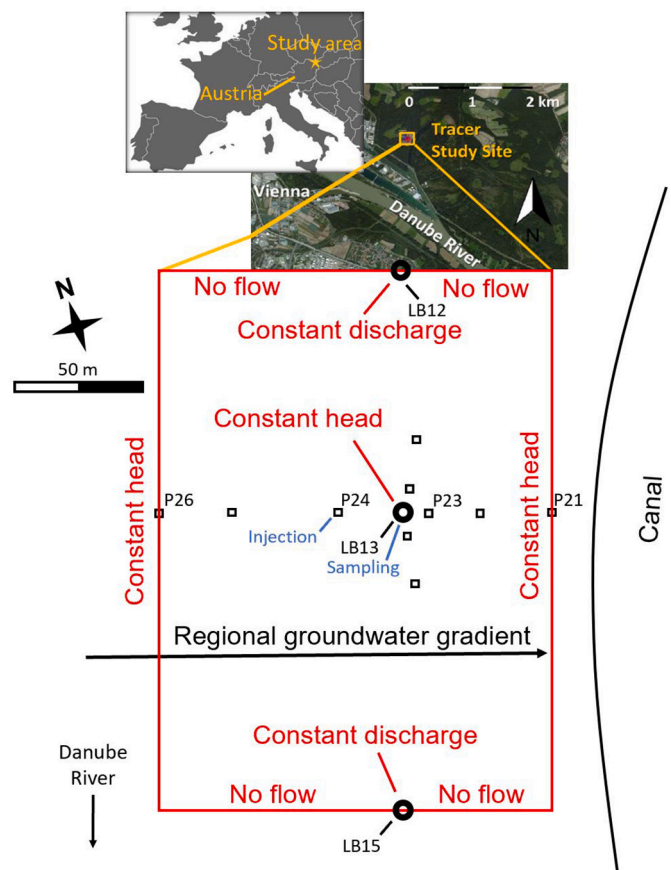 Study area
Austria
0 1 2 km
Tracer
Study Site
Vienna
Danube River
N
N
50 m
No flow
No flow
LB12
Constant discharge
Constant head
Constant head
P26
P24
P23
P21
Constant head
Canal
Injection
LB13
Sampling
Regional groundwater gradient
Danube
River
Constant discharge
No flow
No flow
LB15